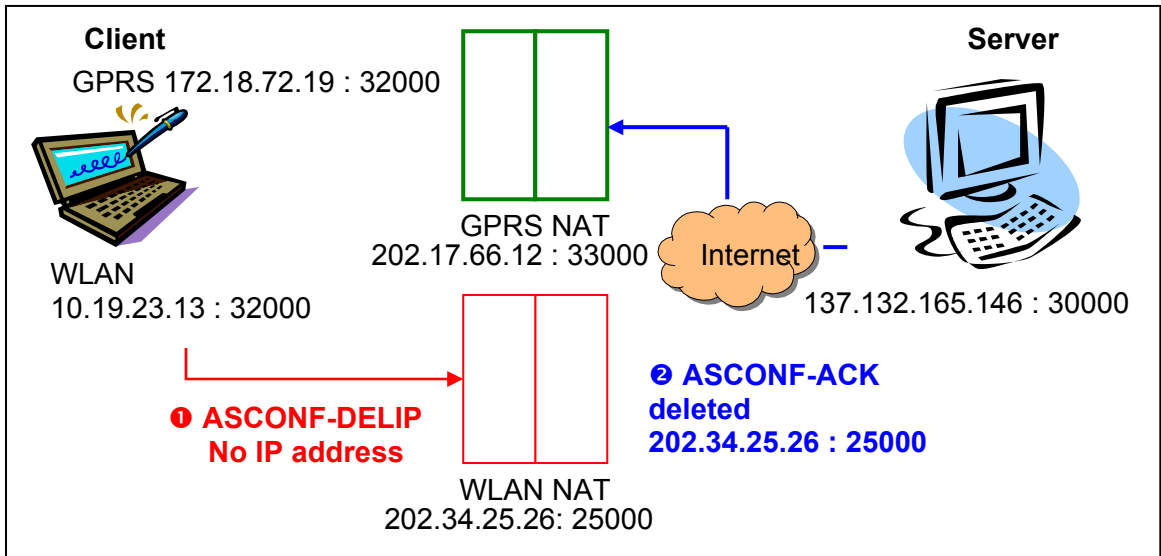 Client
Server
GPRS 172.18.72.19 : 32000
GPRS NAT
202.17.66.12 : 33000
Internet
WLAN
10.19.23.13 : 32000
137.132.165.146 : 30000
❶ ASCONF-DELIP
No IP address
❷ ASCONF-ACK
deleted
202.34.25.26 : 25000
WLAN NAT
202.34.25.26: 25000